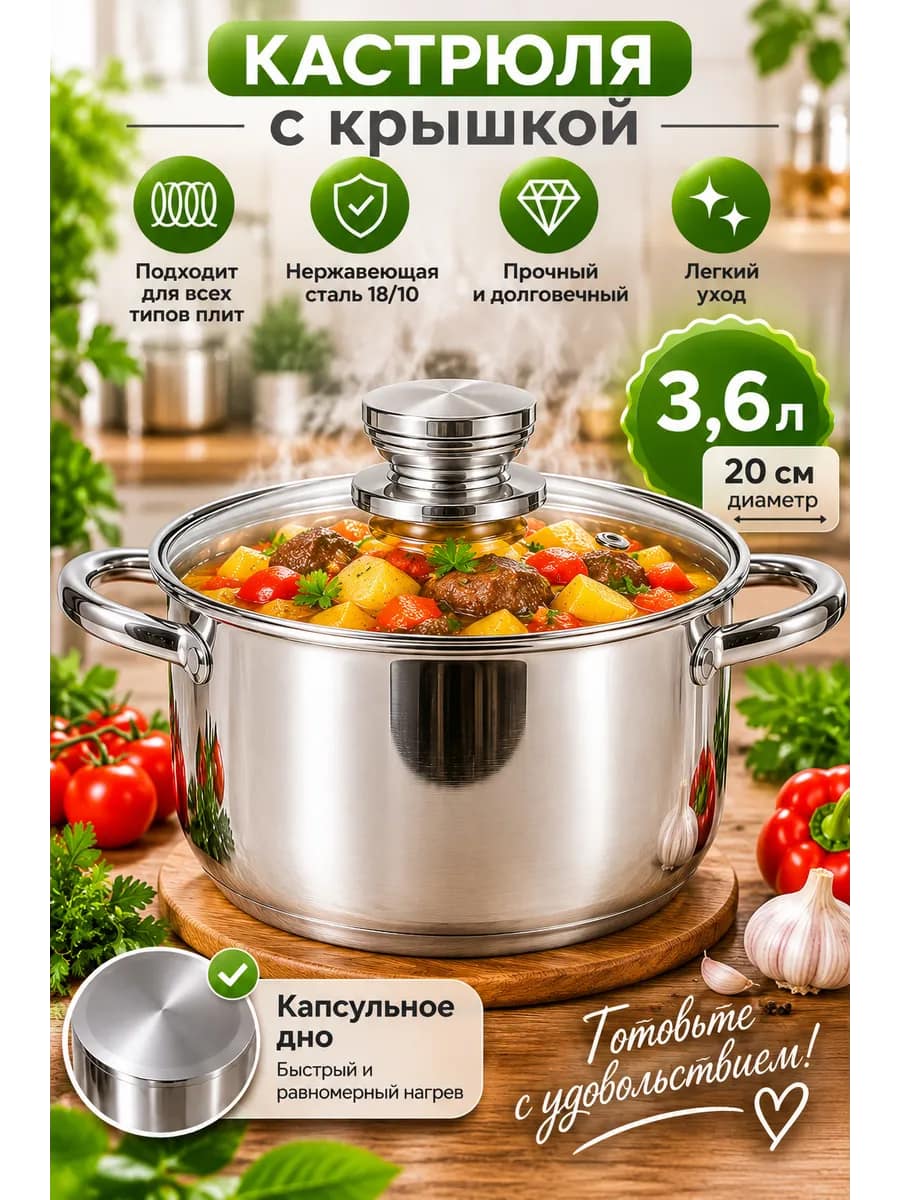 КАСТРЮЛЯ
с крышкой
Подходит
для всех
типов плит
Нержавеющая
сталь 18/10
Прочный
и долговечный
Легкий
уход
3,6л
20 см
диаметр
Капсульное
дно
Быстрый и
равномерный нагрев
Готовьте
с удовольствием!